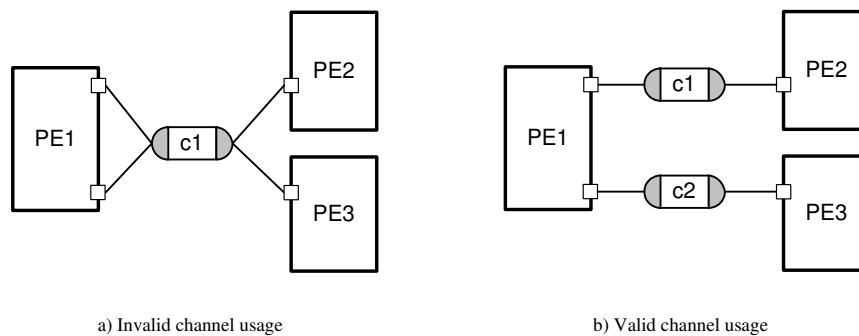 PE1
c1
PE2
PE3
a) Invalid channel usage
PE1
c1
c2
PE2
PE3
b) Valid channel usage